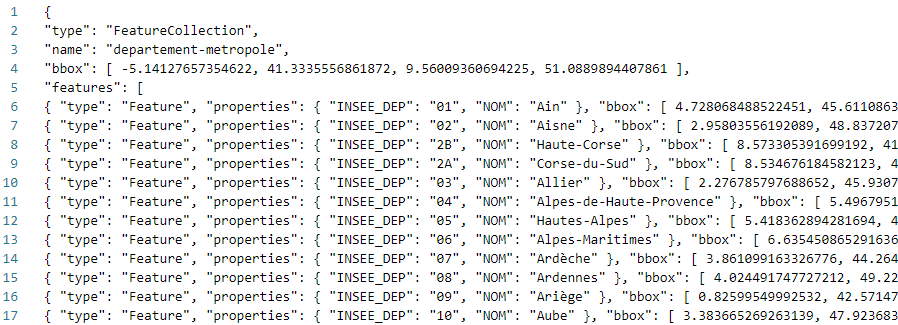 1 {
2 "type": "FeatureCollection",
3 "name": "departement-metropole",
4 "bbox": [ -5.14127657354622, 41.3335556861872, 9.56009360694225, 51.0889894407861 ],
5 "features": [
6 { "type": "Feature", "properties": { "INSEE_DEP": "01", "NOM": "Ain" }, "bbox": [ 4.728068488522451, 45.6110863
7 { "type": "Feature", "properties": { "INSEE_DEP": "02", "NOM": "Aisne" }, "bbox": [ 2.95803556192089, 48.837207
8 { "type": "Feature", "properties": { "INSEE_DEP": "2B", "NOM": "Haute-Corse" }, "bbox": [ 8.573305391699192, 41
9 { "type": "Feature", "properties": { "INSEE_DEP": "2A", "NOM": "Corse-du-Sud" }, "bbox": [ 8.534676184582123, 4
10 { "type": "Feature", "properties": { "INSEE_DEP": "03", "NOM": "Allier" }, "bbox": [ 2.276785797688652, 45.9307
11 { "type": "Feature", "properties": { "INSEE_DEP": "04", "NOM": "Alpes-de-Haute-Provence" }, "bbox": [ 5.4967951
12 { "type": "Feature", "properties": { "INSEE_DEP": "05", "NOM": "Hautes-Alpes" }, "bbox": [ 5.418362894281694, 4
13 { "type": "Feature", "properties": { "INSEE_DEP": "06", "NOM": "Alpes-Maritimes" }, "bbox": [ 6.635450865291636
14 { "type": "Feature", "properties": { "INSEE_DEP": "07", "NOM": "Ardèche" }, "bbox": [ 3.861099163326776, 44.264
15 { "type": "Feature", "properties": { "INSEE_DEP": "08", "NOM": "Ardennes" }, "bbox": [ 4.024491747727212, 49.22
16 { "type": "Feature", "properties": { "INSEE_DEP": "09", "NOM": "Ariège" }, "bbox": [ 0.82599549992532, 42.57147
17 { "type": "Feature", "properties": { "INSEE_DEP": "10", "NOM": "Aube" }, "bbox": [ 3.383665269263139, 47.923683